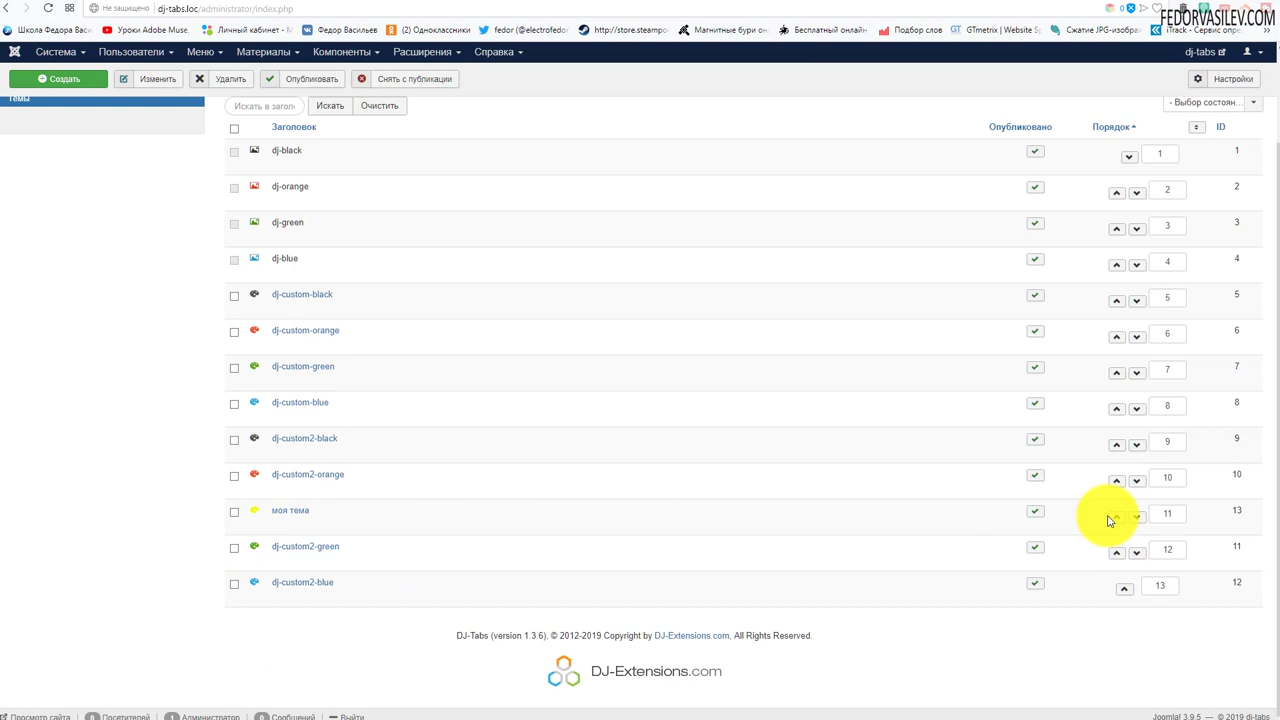 Не защищено dj-tabs.loc/administrator/index.php
FEDORVASILEV.COM
Школа Федора Васи... Уроки Adobe Muse, Личный кабинет - Федор Васильев Одноклассники fedor (@electrofedor) http://store.steampo Магнитные бури он Бесплатный онлайн Подбор слов GTmetrix | Website Sp Сжатие JPG-изображ iTrack - Сервис опре
Система Пользователи Меню Материалы Компоненты Расширения Справка dj-tabs
Создать Изменить Удалить Опубликовать Снять с публикации Настройки
Темы
Искать в загол Искать Очистить - Выбор состоян...
Заголовок Опубликовано Порядок ID
dj-black 1 1
dj-orange 2 2
dj-green 3 3
dj-blue 4 4
dj-custom-black 5 5
dj-custom-orange 6 6
dj-custom-green 7 7
dj-custom-blue 8 8
dj-custom2-black 9 9
dj-custom2-orange 10 10
моя тема 11 13
dj-custom2-green 12 11
dj-custom2-blue 13 12
DJ-Tabs (version 1.3.6), © 2012-2019 Copyright by DJ-Extensions.com, All Rights Reserved.
DJ-Extensions.com
Просмотр сайта 0 Посетителей 1 Администратор 0 Сообщений Выйти Joomla! 3.9.5 — © 2019 dj-tabs